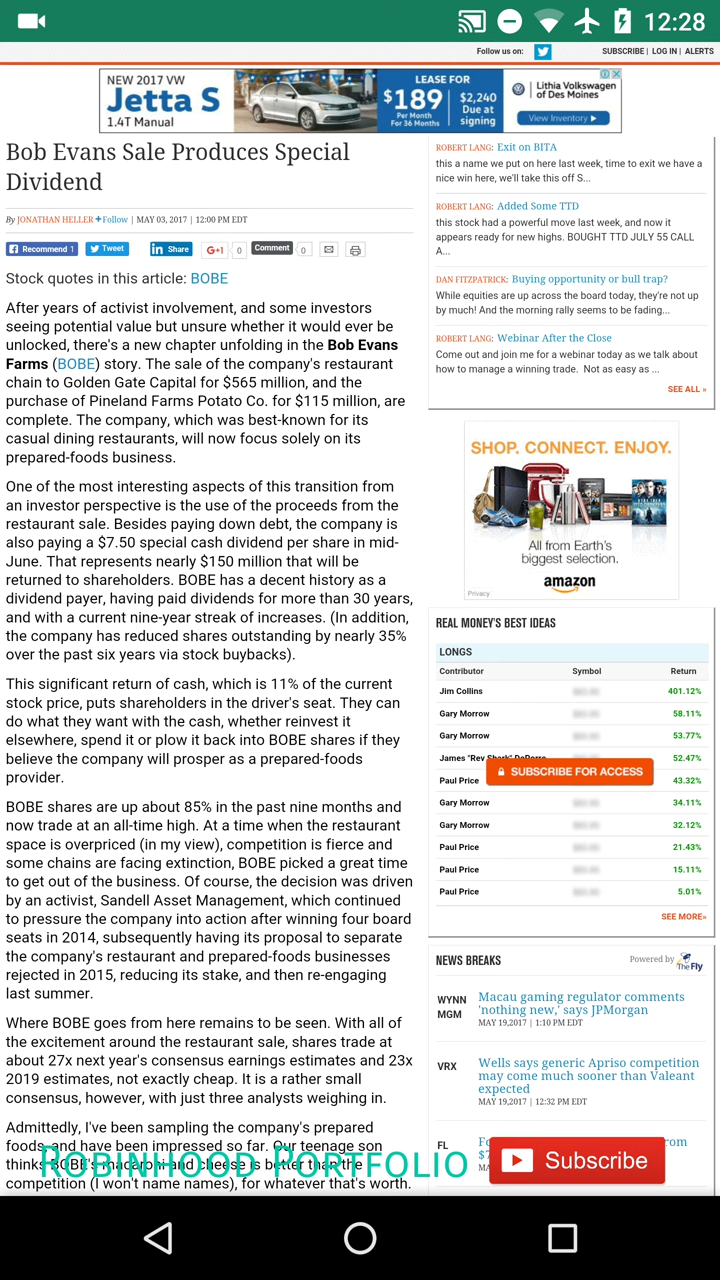 12:28
Follow us on:
SUBSCRIBE | LOG IN | ALERTS
NEW 2017 VW
Jetta S
1.4T Manual
LEASE FOR
$189
Per Month
For 36 Months
$2,240
Due at
signing
Lithia Volkswagen
of Des Moines
View Inventory
Bob Evans Sale Produces Special
Dividend
By JONATHAN HELLER +Follow | MAY 03, 2017 | 12:00 PM EDT
Recommend 1
Tweet
in Share
G+1 0
Comment 0
Stock quotes in this article: BOBE
After years of activist involvement, and some investors
seeing potential value but unsure whether it would ever be
unlocked, there's a new chapter unfolding in the Bob Evans
Farms (BOBE) story. The sale of the company's restaurant
chain to Golden Gate Capital for $565 million, and the
purchase of Pineland Farms Potato Co. for $115 million, are
complete. The company, which was best-known for its
casual dining restaurants, will now focus solely on its
prepared-foods business.
One of the most interesting aspects of this transition from
an investor perspective is the use of the proceeds from the
restaurant sale. Besides paying down debt, the company is
also paying a $7.50 special cash dividend per share in mid-
June. That represents nearly $150 million that will be
returned to shareholders. BOBE has a decent history as a
dividend payer, having paid dividends for more than 30 years,
and with a current nine-year streak of increases. (In addition,
the company has reduced shares outstanding by nearly 35%
over the past six years via stock buybacks).
This significant return of cash, which is 11% of the current
stock price, puts shareholders in the driver's seat. They can
do what they want with the cash, whether reinvest it
elsewhere, spend it or plow it back into BOBE shares if they
believe the company will prosper as a prepared-foods
provider.
BOBE shares are up about 85% in the past nine months and
now trade at an all-time high. At a time when the restaurant
space is overpriced (in my view), competition is fierce and
some chains are facing extinction, BOBE picked a great time
to get out of the business. Of course, the decision was driven
by an activist, Sandell Asset Management, which continued
to pressure the company into action after winning four board
seats in 2014, subsequently having its proposal to separate
the company's restaurant and prepared-foods businesses
rejected in 2015, reducing its stake, and then re-engaging
last summer.
Where BOBE goes from here remains to be seen. With all of
the excitement around the restaurant sale, shares trade at
about 27x next year's consensus earnings estimates and 23x
2019 estimates, not exactly cheap. It is a rather small
consensus, however, with just three analysts weighing in.
Admittedly, I've been sampling the company's prepared
foods and have been impressed so far. Our teenage son
thinks BOBE's macaroni and cheese is better than the
competition (I won't name names), for whatever that's worth.
ROBERT LANG: Exit on BITA
this a name we put on here last week, time to exit we have a
nice win here, we'll take this off S...
ROBERT LANG: Added Some TTD
this stock had a powerful move last week, and now it
appears ready for new highs. BOUGHT TTD JULY 55 CALL
A...
DAN FITZPATRICK: Buying opportunity or bull trap?
While equities are up across the board today, they're not up
by much! And the morning rally seems to be fading...
ROBERT LANG: Webinar After the Close
Come out and join me for a webinar today as we talk about
how to manage a winning trade. Not as easy as ...
SEE ALL »
SHOP. CONNECT. ENJOY.
All from Earth's
biggest selection.
amazon
Privacy
REAL MONEY'S BEST IDEAS
LONGS
Contributor Symbol Return
Jim Collins 401.12%
Gary Morrow 58.11%
Gary Morrow 53.77%
James "Rev Shark" DePorre 52.47%
SUBSCRIBE FOR ACCESS
Paul Price 43.32%
Gary Morrow 34.11%
Gary Morrow 32.12%
Paul Price 21.43%
Paul Price 15.11%
Paul Price 5.01%
SEE MORE»
NEWS BREAKS
Powered by The Fly
WYNN
MGM
Macau gaming regulator comments
'nothing new,' says JPMorgan
MAY 19,2017 | 1:10 PM EDT
VRX
Wells says generic Apriso competition
may come much sooner than Valeant
expected
MAY 19,2017 | 12:32 PM EDT
FL
ROBINHOOD PORTFOLIO
Subscribe